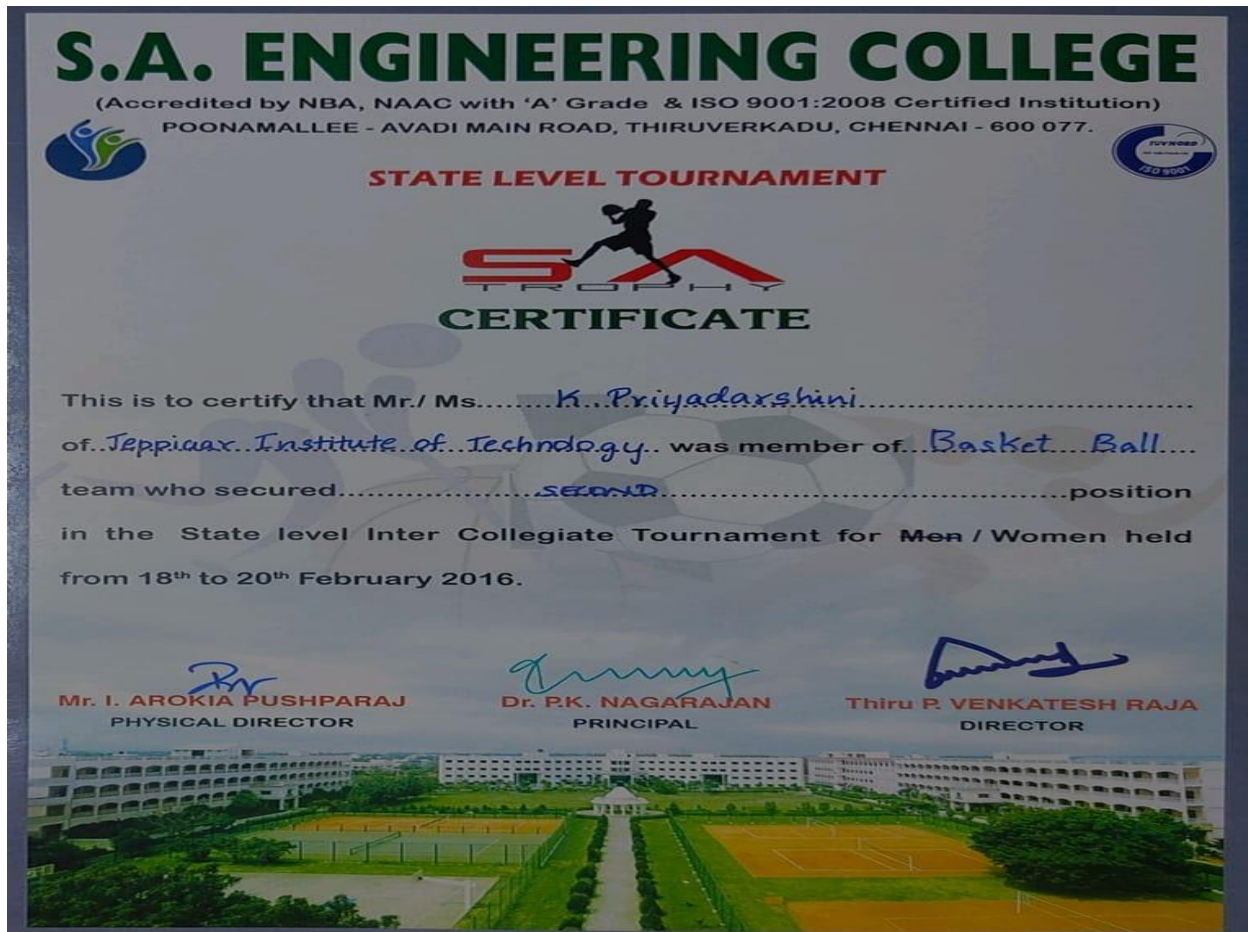 S.A. ENGINEERING COLLEGE
(Accredited by NBA, NAAC with ‘A’ Grade & ISO 9001:2008 Certified Institution)
POONAMALLEE - AVADI MAIN ROAD, THIRUVERKADU, CHENNAI - 600 077.
TUV NORD
ISO 9001
STATE LEVEL TOURNAMENT
SA
TROPHY
CERTIFICATE
This is to certify that Mr./ Ms........K..Priyadarshini..........................................
of..Jeppiaar..Institute..of..Technology.. was member of...Basket....Ball....
team who secured.........................SECOND..................................................position
in the State level Inter Collegiate Tournament for Men / Women held
from 18th to 20th February 2016.
Mr. I. AROKIA PUSHPARAJ Dr. P.K. NAGARAJAN Thiru P. VENKATESH RAJA
PHYSICAL DIRECTOR PRINCIPAL DIRECTOR